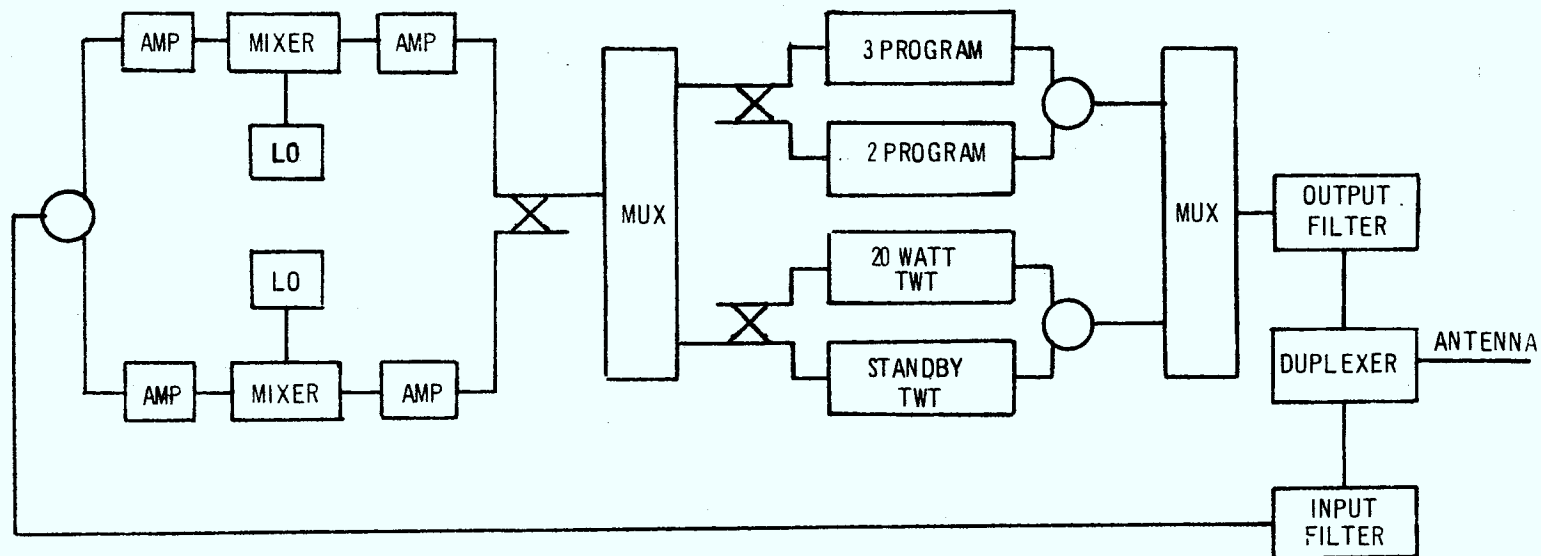 AMP
MIXER
AMP
LO
LO
AMP
MIXER
AMP
MUX
3 PROGRAM
2 PROGRAM
20 WATT
TWT
STANDBY
TWT
MUX
OUTPUT
FILTER
DUPLEXER
ANTENNA
INPUT
FILTER